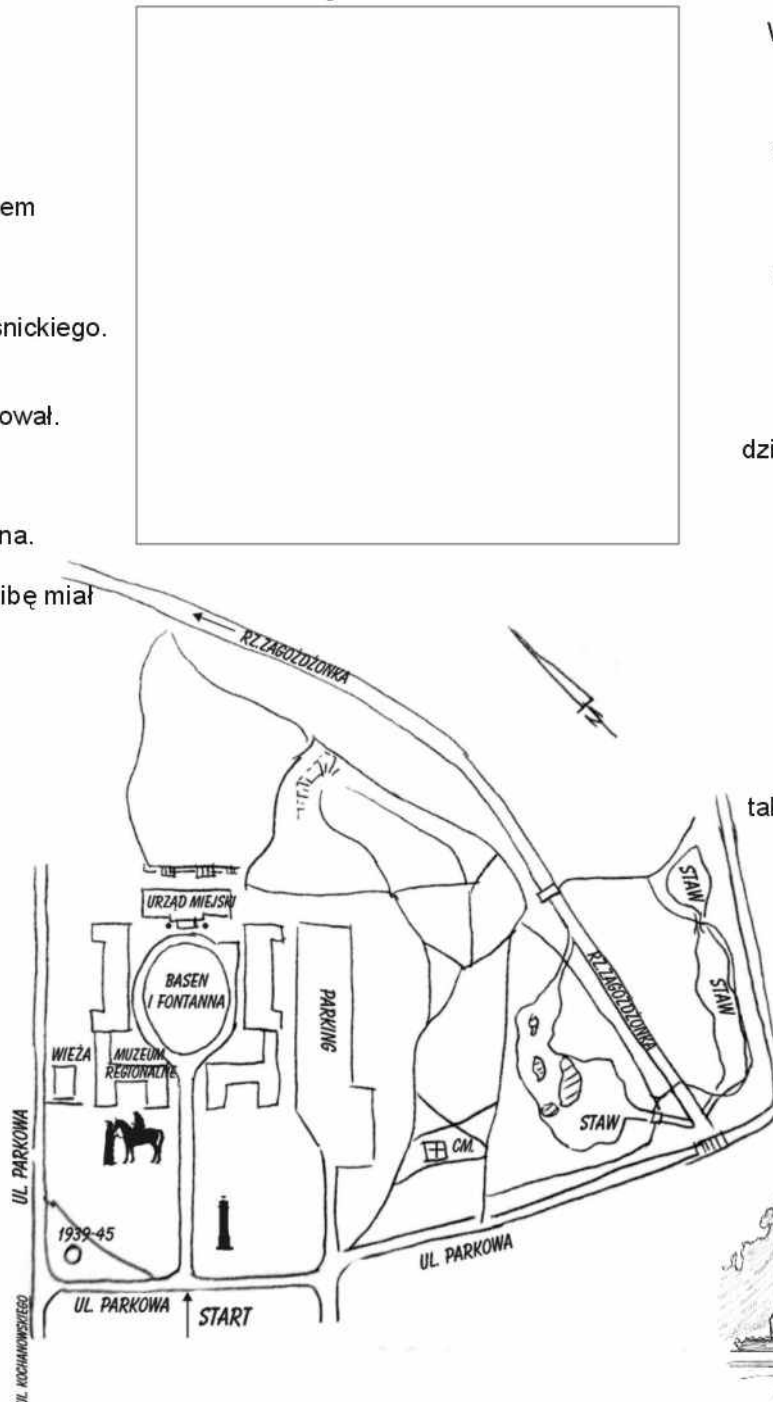 em
snickiego.
ował.
na.
ibę miał
dzi
tal
RZ. ZAGOŻDŻONKA
N
URZĄD MIEJSKI
BASEN
I FONTANNA
PARKING
WIEŻA
MUZEUM
REGIONALNE
STAW
STAW
RZ. ZAGOŻDŻONKA
STAW
CM.
UL. PARKOWA
1939-45
UL. PARKOWA
UL. PARKOWA
START
UL. KOCHANOWSKIEGO